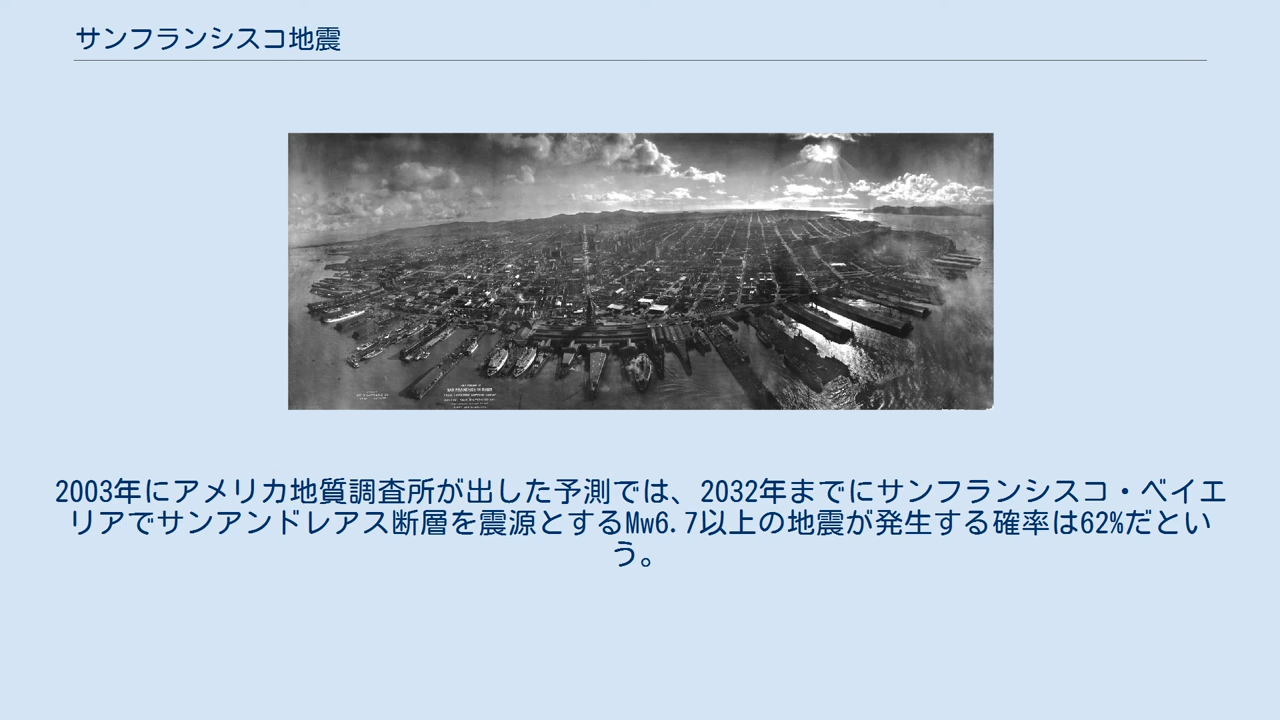 サンフランシスコ地震
SAN FRANCISCO IN RUINS
2003年にアメリカ地質調査所が出した予測では、2032年までにサンフランシスコ・ベイエ
リアでサンアンドレアス断層を震源とするMw6.7以上の地震が発生する確率は62%だとい
う。